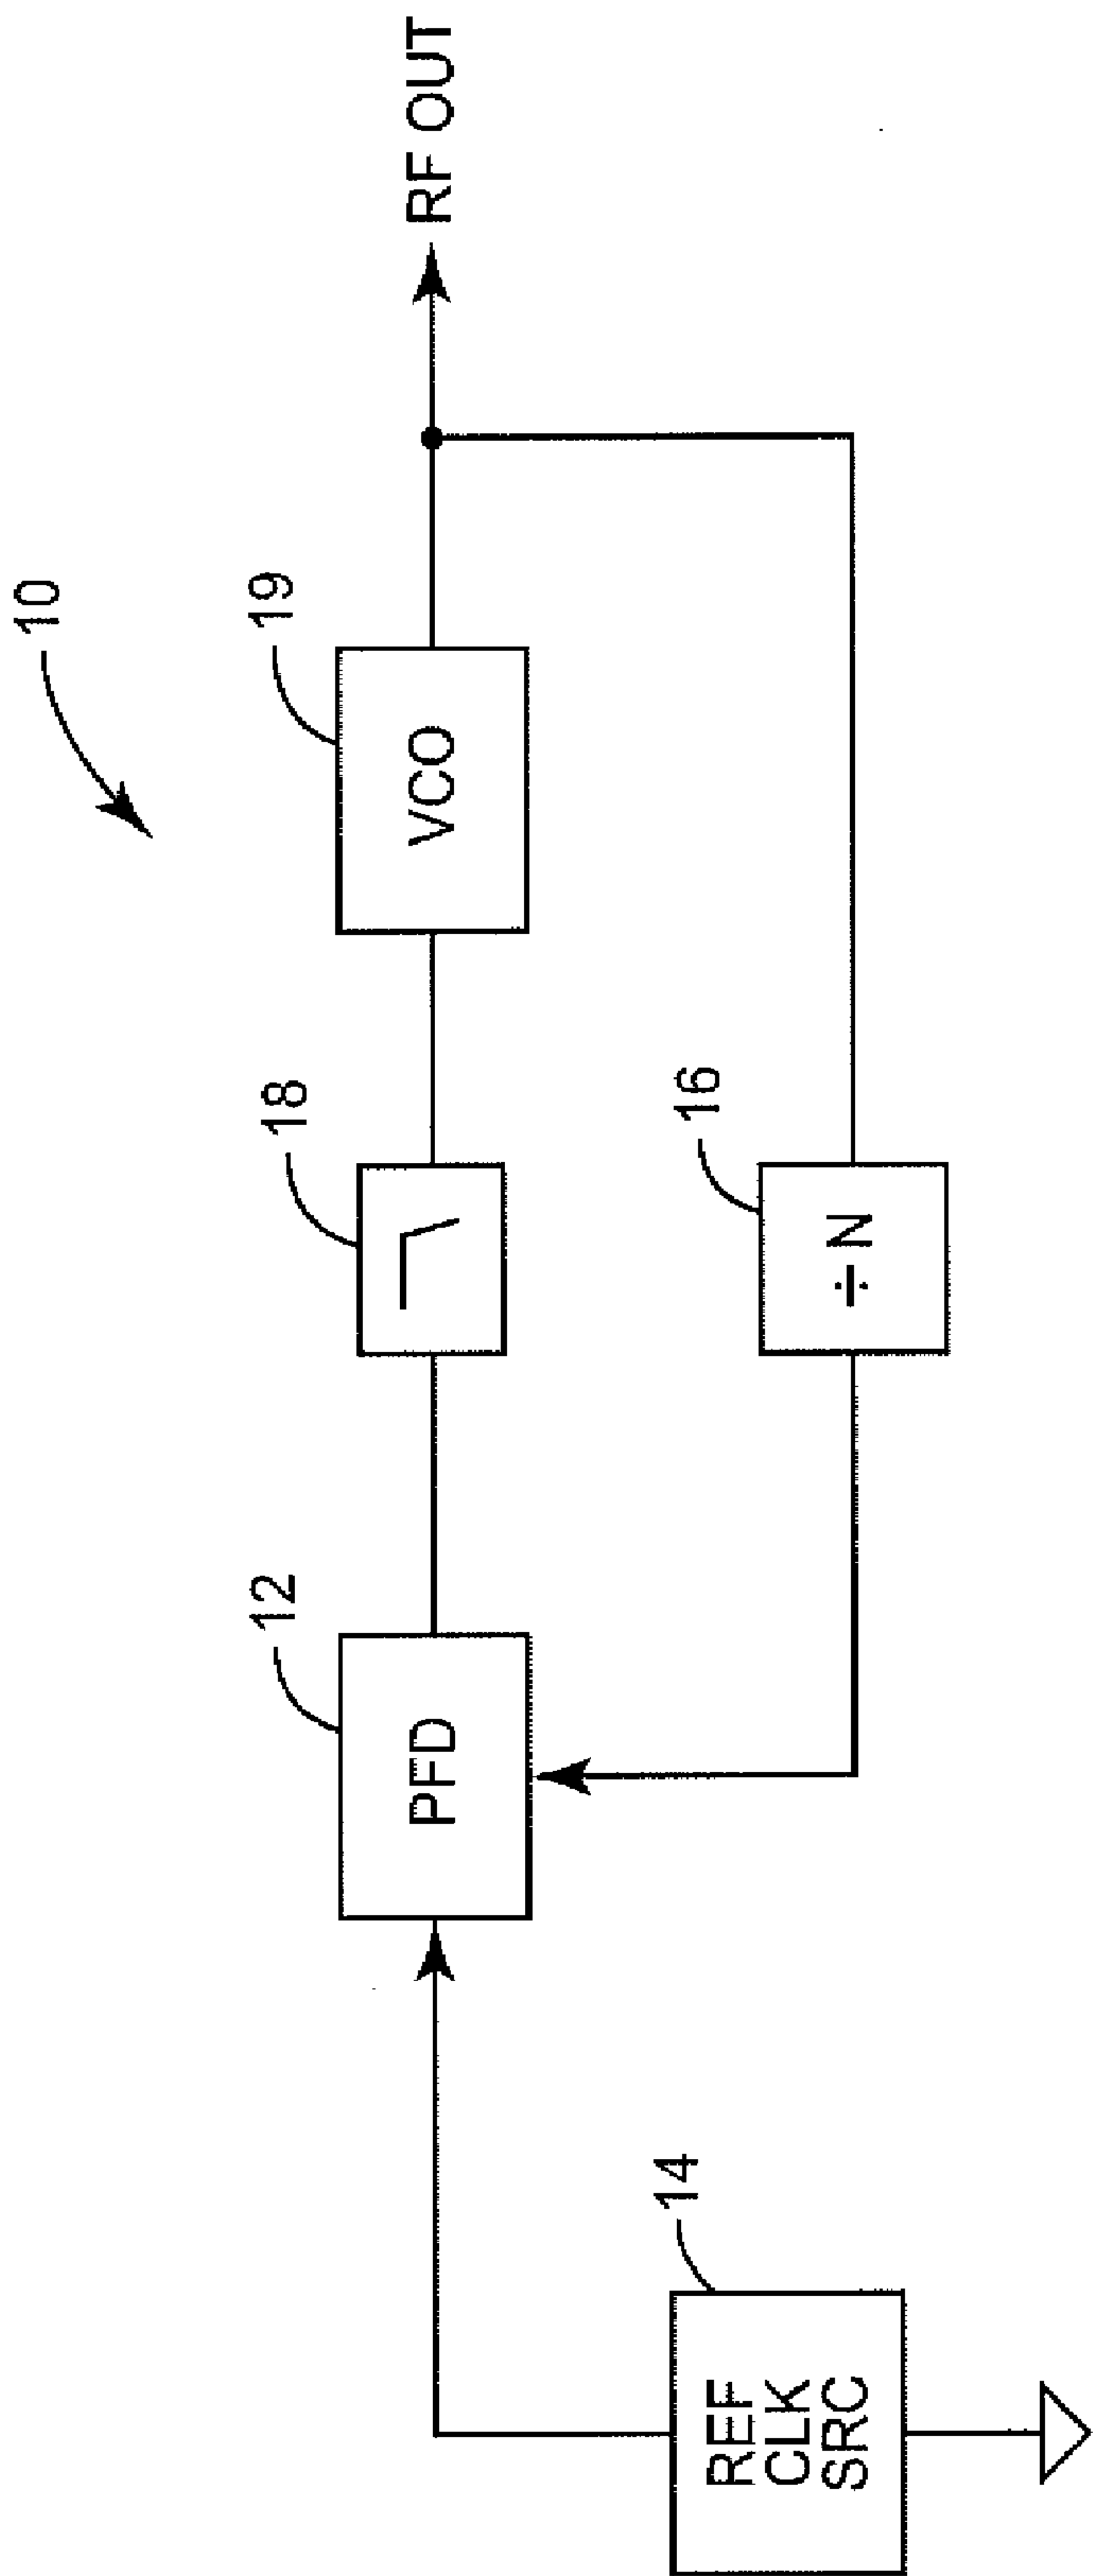 10
12
18
19
PFD
VCO
RF OUT
14
16
REF
CLK
SRC
÷ N